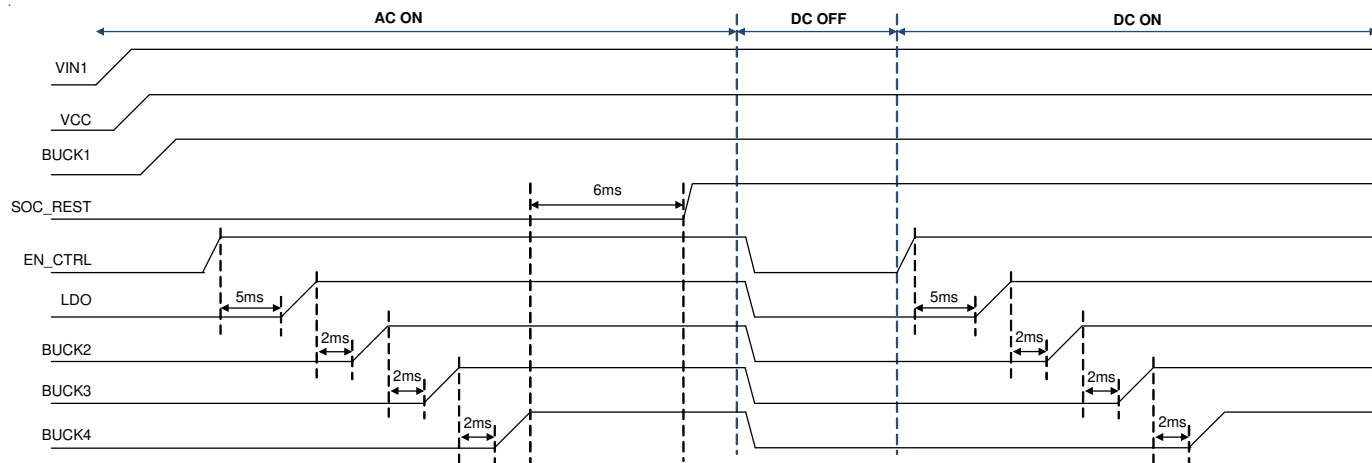 AC ON
DC OFF
DC ON
VIN1
VCC
BUCK1
SOC_REST
6ms
EN_CTRL
LDO
5ms
5ms
BUCK2
2ms
2ms
BUCK3
2ms
2ms
BUCK4
2ms
2ms